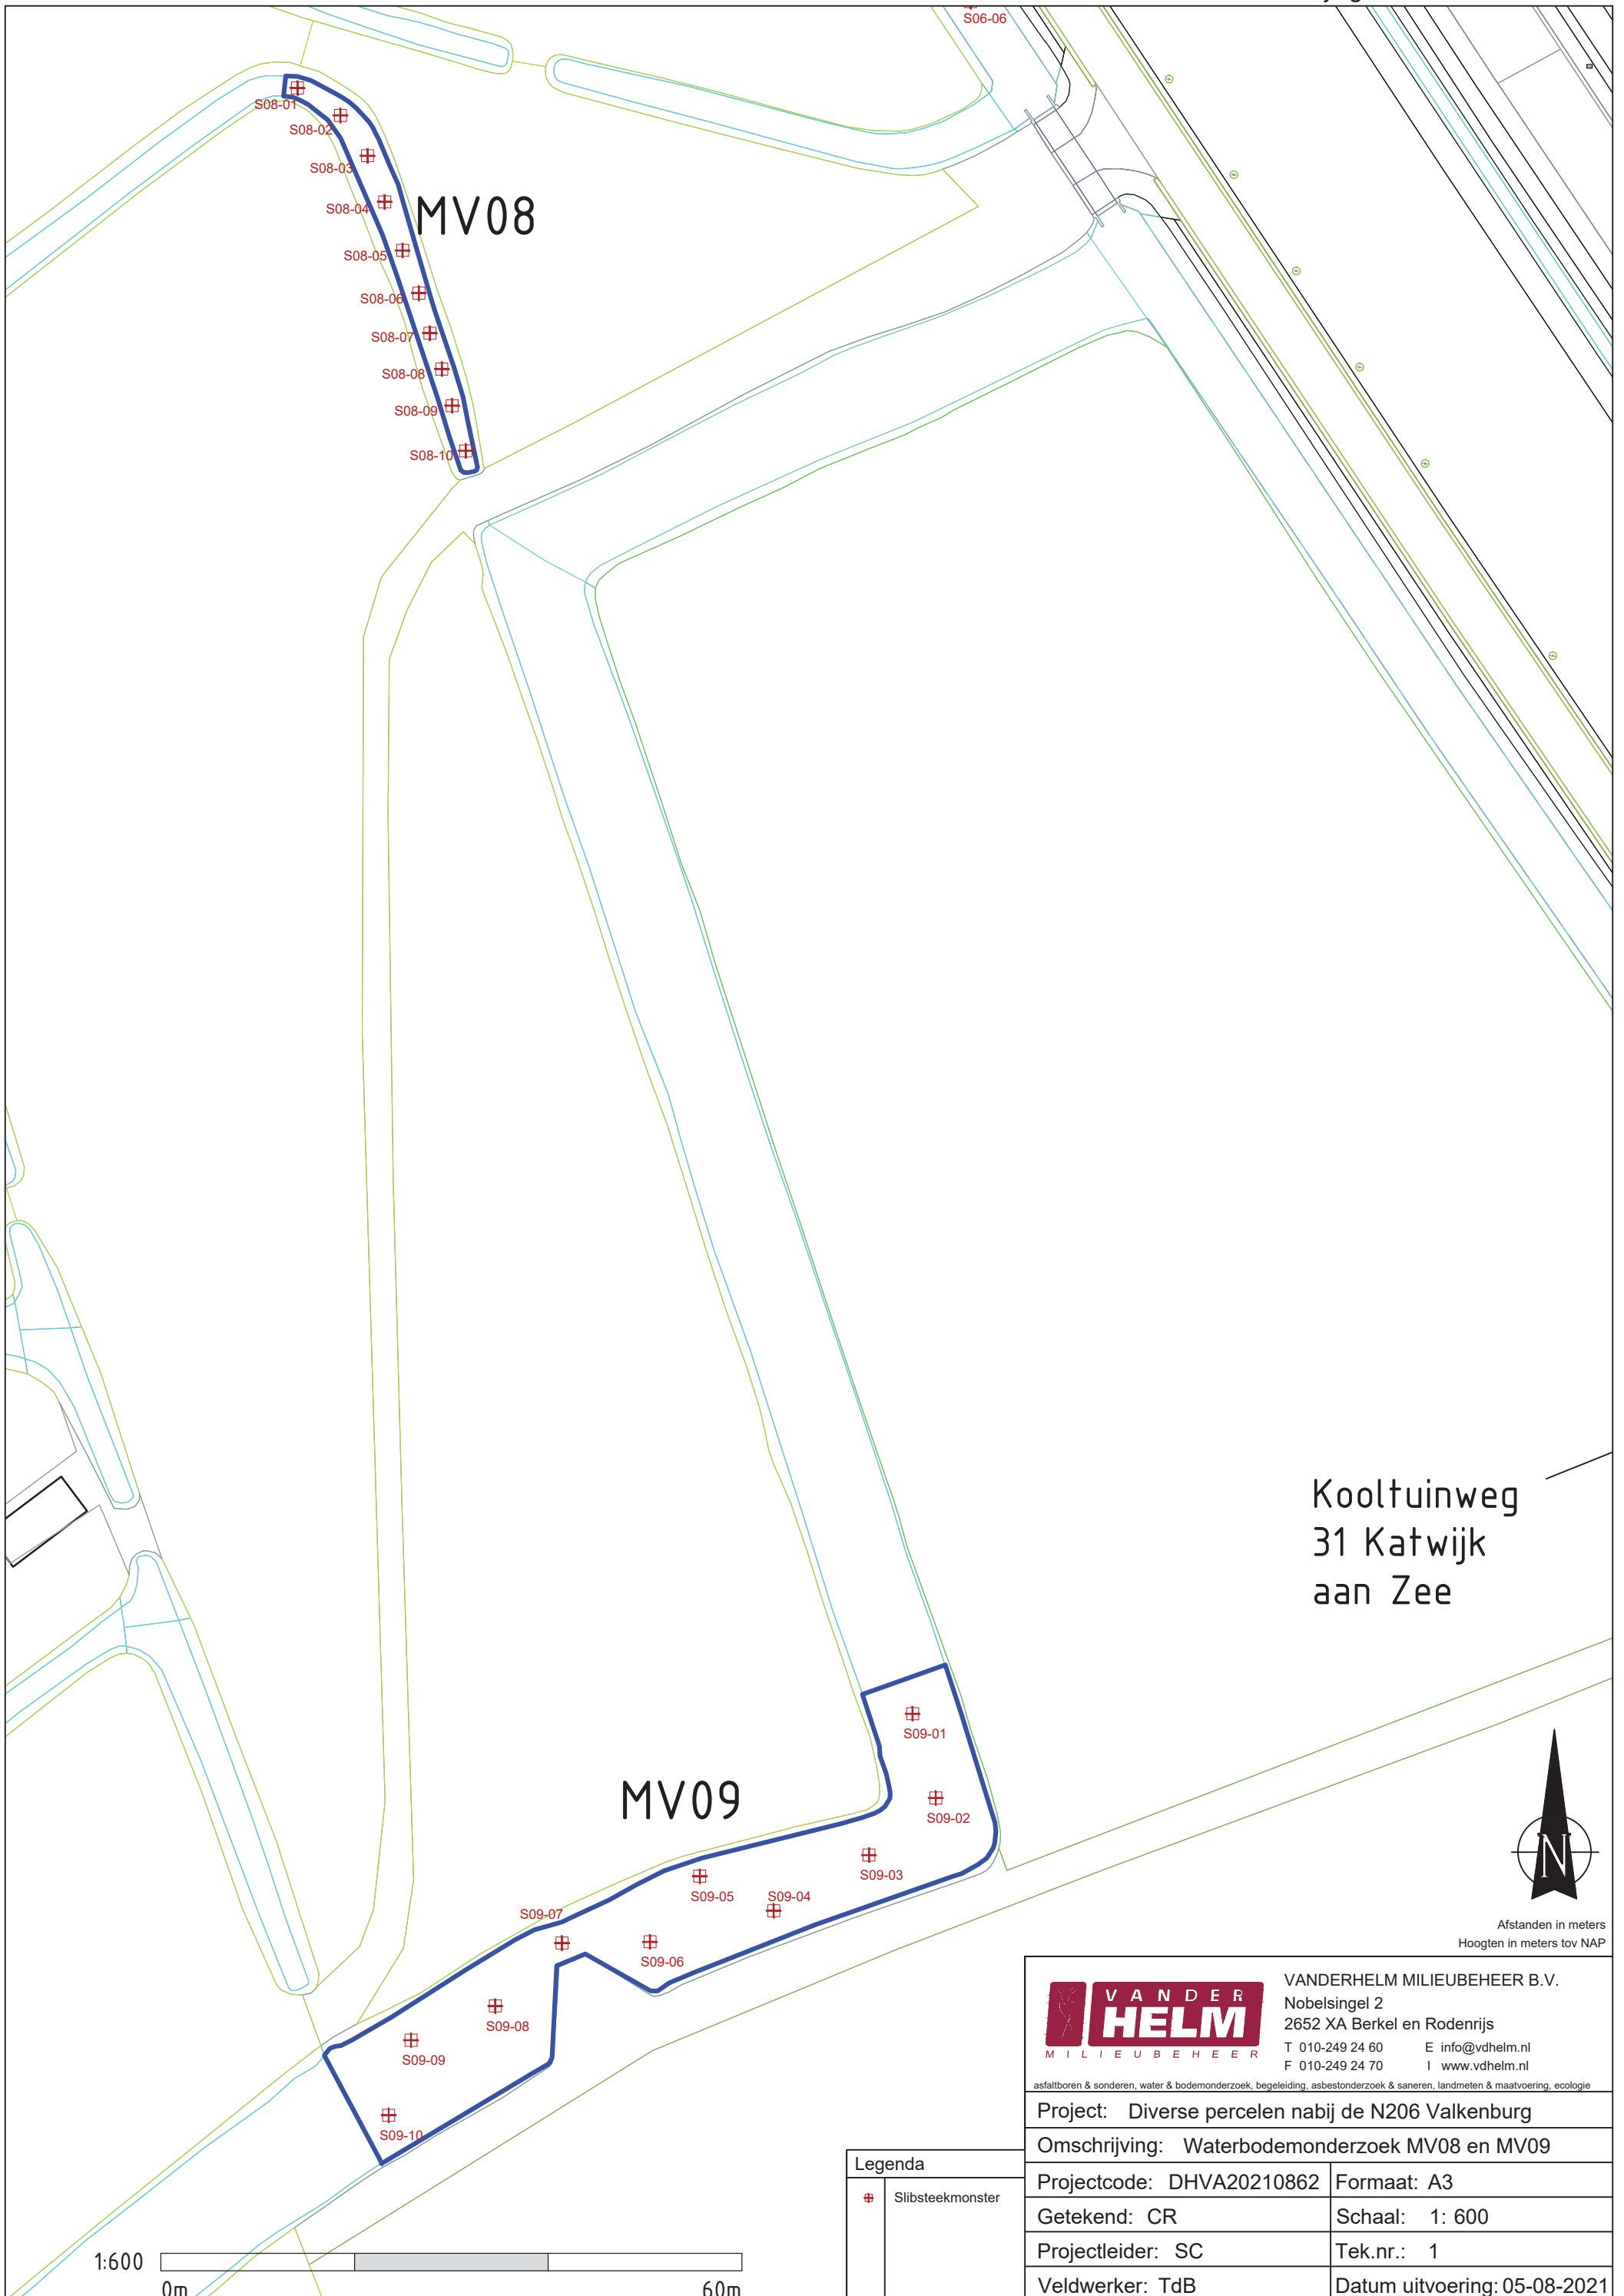 S06-06
S08-01
S08-02
S08-03
S08-04
MV08
S08-05
S08-06
S08-07
S08-08
S08-09
S08-10
Kooltuinweg
31 Katwijk
aan Zee
S09-01
MV09
S09-02
S09-03
S09-05
S09-04
S09-07
S09-06
S09-08
S09-09
S09-10
N
Afstanden in meters
Hoogten in meters tov NAP
VANDER
HELM
MILIEUBEHEER
VANDERHELM MILIEUBEHEER B.V.
Nobelsingel 2
2652 XA Berkel en Rodenrijs
T 010-249 24 60 E info@vdhelm.nl
F 010-249 24 70 I www.vdhelm.nl
asfaltboren & sonderen, water & bodemonderzoek, begeleiding, asbestonderzoek & saneren, landmeten & maatvoering, ecologie
Project: Diverse percelen nabij de N206 Valkenburg
Omschrijving: Waterbodemonderzoek MV08 en MV09
Projectcode: DHVA20210862 Formaat: A3
Getekend: CR Schaal: 1: 600
Projectleider: SC Tek.nr.: 1
Veldwerker: TdB Datum uitvoering: 05-08-2021
Legenda
Slibsteekmonster
1:600
0m 60m